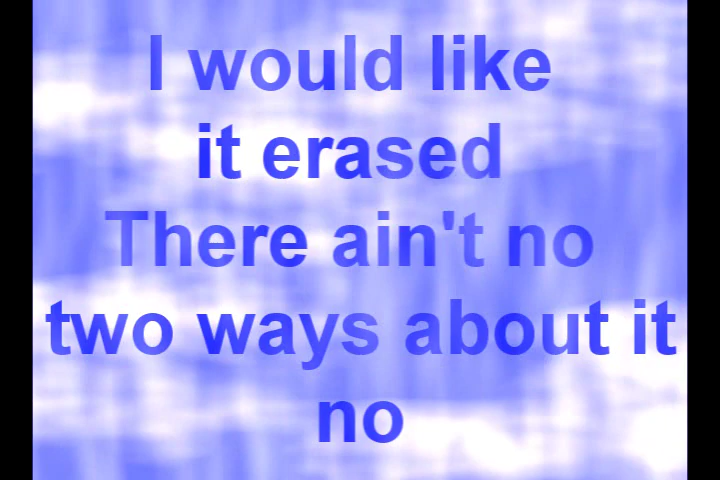 I would like
it erased
There ain't no
two ways about it
no